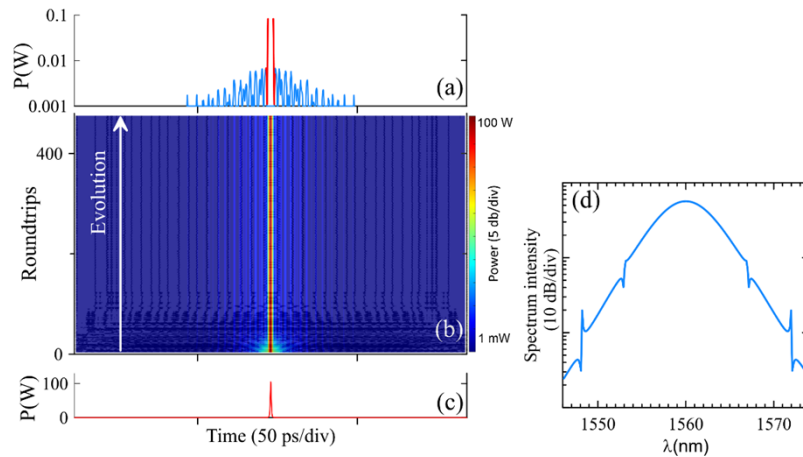 0.1
0.01
0.001
P(W)
(a)
400
200
0
Roundtrips
Evolution
(b)
100 W
Power (5 db/div)
1 mW
100
0
P(W)
(c)
Time (50 ps/div)
(d)
Spectrum intensity
(10 dB/div)
1550 1560 1570
λ(nm)